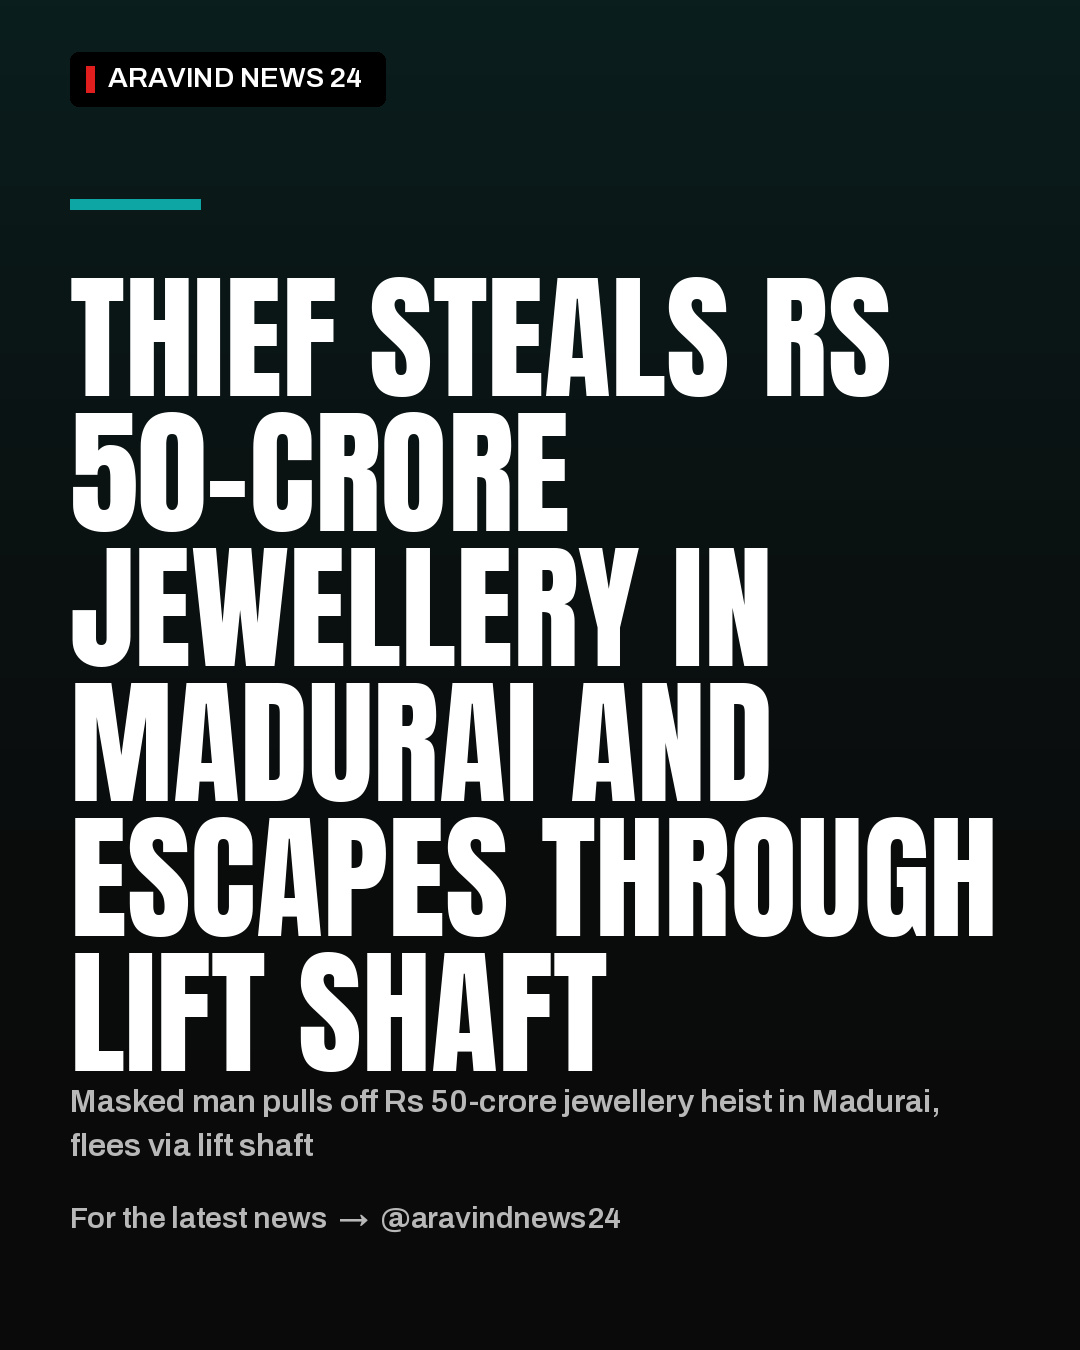 ARAVIND NEWS 24
THIEF STEALS RS
50-CRORE
JEWELLERY IN
MADURAI AND
ESCAPES THROUGH
LIFT SHAFT
Masked man pulls off Rs 50-crore jewellery heist in Madurai,
flees via lift shaft
For the latest news → @aravindnews24